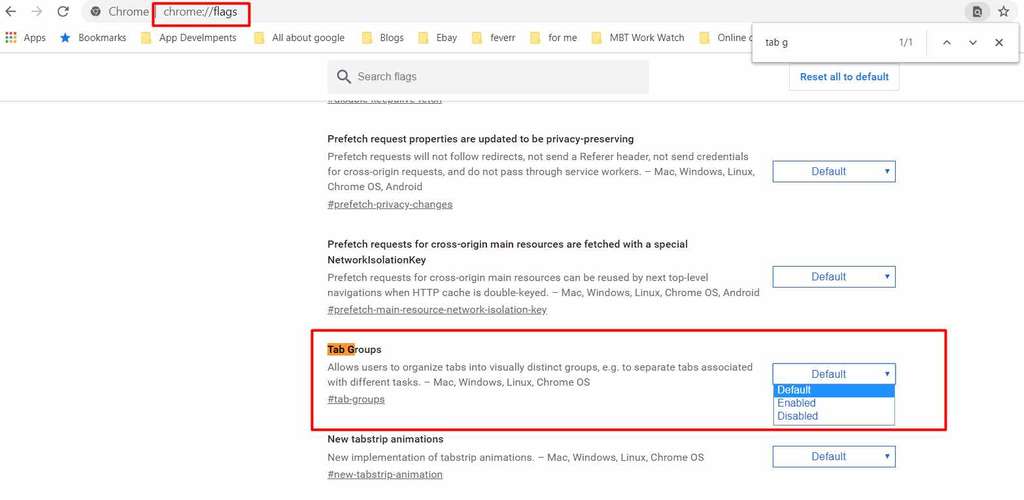 Chrome | chrome://flags
Apps Bookmarks App Develmpents All about google Blogs Ebay feverr for me MBT Work Watch Online
tab g 1/1
Search flags
Reset all to default
#disable-keepalive-fetch
Prefetch request properties are updated to be privacy-preserving
Prefetch requests will not follow redirects, not send a Referer header, not send credentials
for cross-origin requests, and do not pass through service workers. – Mac, Windows, Linux,
Chrome OS, Android
#prefetch-privacy-changes
Default
Prefetch requests for cross-origin main resources are fetched with a special
NetworkIsolationKey
Prefetch requests for cross-origin main resources can be reused by next top-level
navigations when HTTP cache is double-keyed. – Mac, Windows, Linux, Chrome OS, Android
#prefetch-main-resource-network-isolation-key
Default
Tab Groups
Allows users to organize tabs into visually distinct groups, e.g. to separate tabs associated
with different tasks. – Mac, Windows, Linux, Chrome OS
#tab-groups
Default
Default
Enabled
Disabled
New tabstrip animations
New implementation of tabstrip animations. – Mac, Windows, Linux, Chrome OS
#new-tabstrip-animation
Default